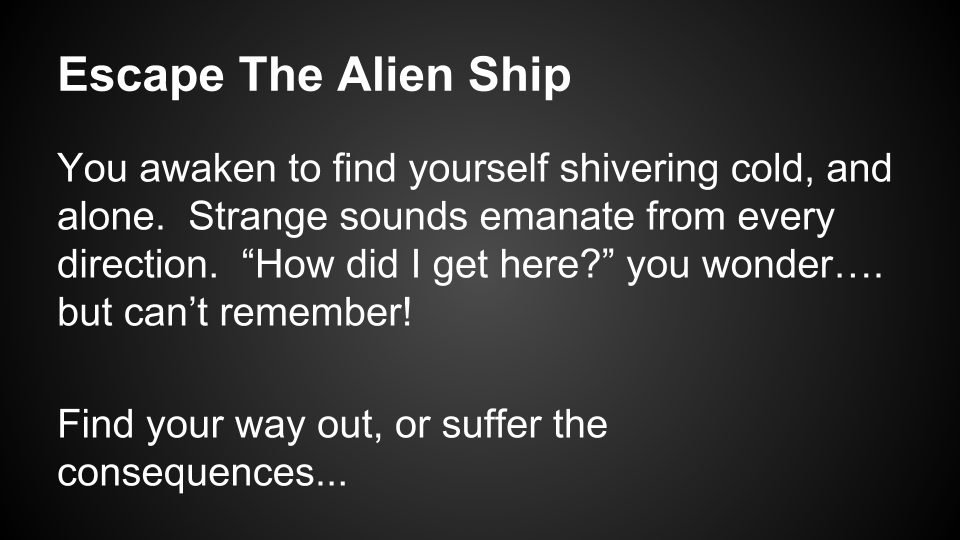 Escape The Alien Ship
You awaken to find yourself shivering cold, and
alone.  Strange sounds emanate from every
direction.  “How did I get here?” you wonder….
but can’t remember!
Find your way out, or suffer the
consequences...